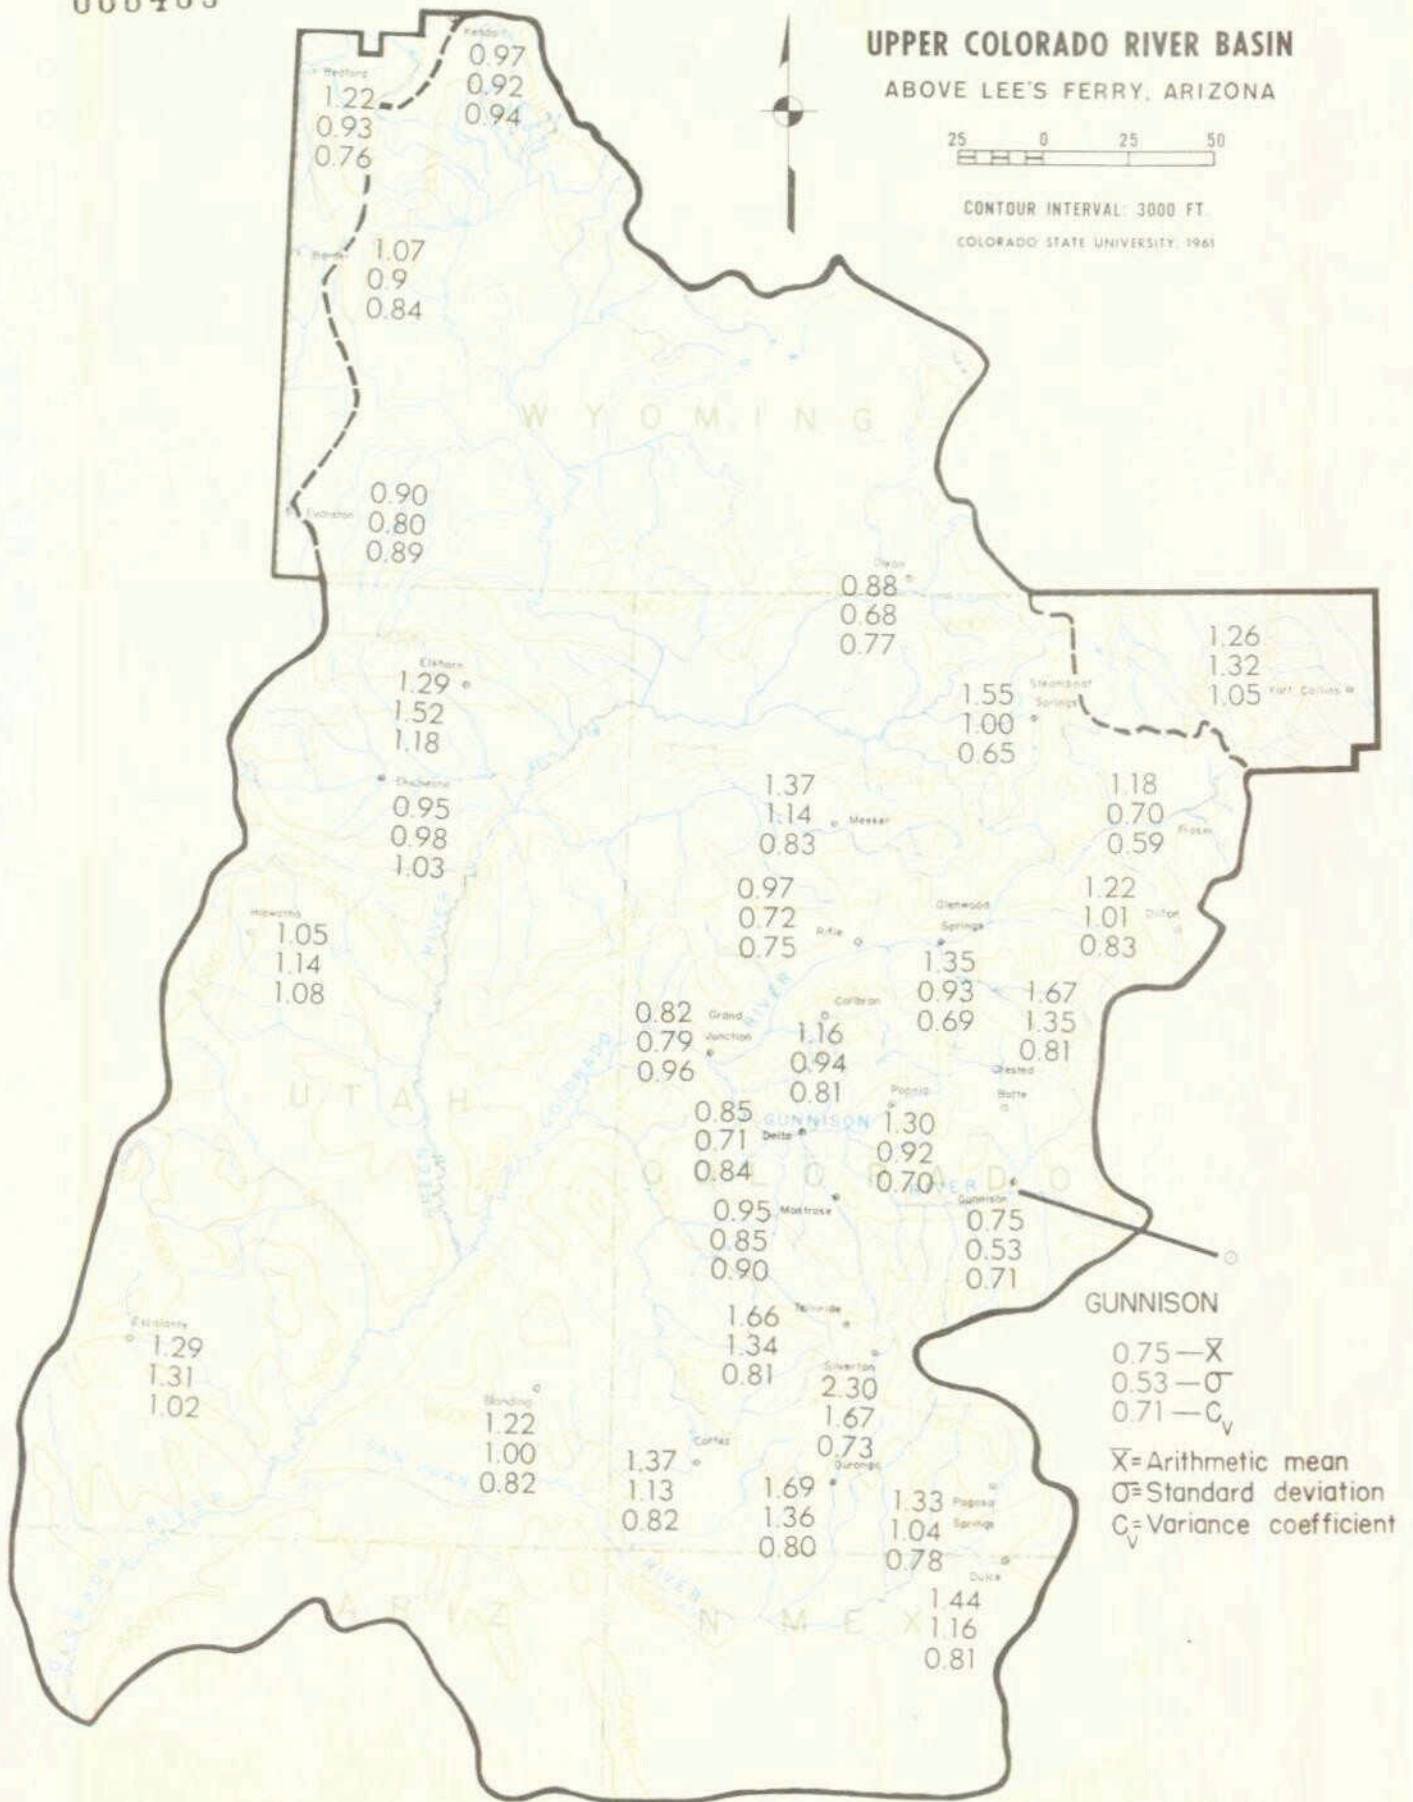 UPPER COLORADO RIVER BASIN
ABOVE LEE'S FERRY, ARIZONA
25 0 25 50
CONTOUR INTERVAL: 3000 FT.
COLORADO STATE UNIVERSITY, 1961
Kendall
0.97
0.92
0.94
Bedford
1.22
0.93
0.76
Border
1.07
0.9
0.84
WYOMING
Evanston
0.90
0.80
0.89
Dixon
0.88
0.68
0.77
1.26
1.32
1.05 Fort Collins
Elkhorn
1.29
1.52
1.18
1.55 Steamboat
1.00 Springs
0.65
Duchesne
0.95
0.98
1.03
1.37
1.14 Meeker
0.83
1.18
0.70
0.59 Fraser
0.97
0.72
0.75 Rifle
Glenwood
Springs
1.35
0.93
0.69
1.22
1.01 Dillon
0.83
Hiawatha
1.05
1.14
1.08
RIVER
RIVER
0.82 Grand
0.79 Junction
0.96
Collbran
1.16
0.94
0.81
1.67
1.35
0.81
Crested
Butte
UTAH
COLORADO
GREEN
0.85
0.71 Delta
0.84
GUNNISON
RIVER
Paonia
1.30
0.92
0.70
COLORADO
0.95 Montrose
0.85
0.90
Gunnison
0.75
0.53
0.71
GUNNISON
0.75—X̅
0.53—σ
0.71—Cᵥ
X̅=Arithmetic mean
σ=Standard deviation
Cᵥ=Variance coefficient
Escalante
1.29
1.31
1.02
1.66 Telluride
1.34
0.81
Silverton
2.30
1.67
0.73
Blanding
1.22
1.00
0.82
Cortez
1.37
1.13
0.82
Durango
1.69
1.36
0.80
1.33 Pagosa
1.04 Springs
0.78
SAN JUAN
RIVER
RIVER
COLORADO
Dulce
1.44
1.16
0.81
ARIZ
N MEX